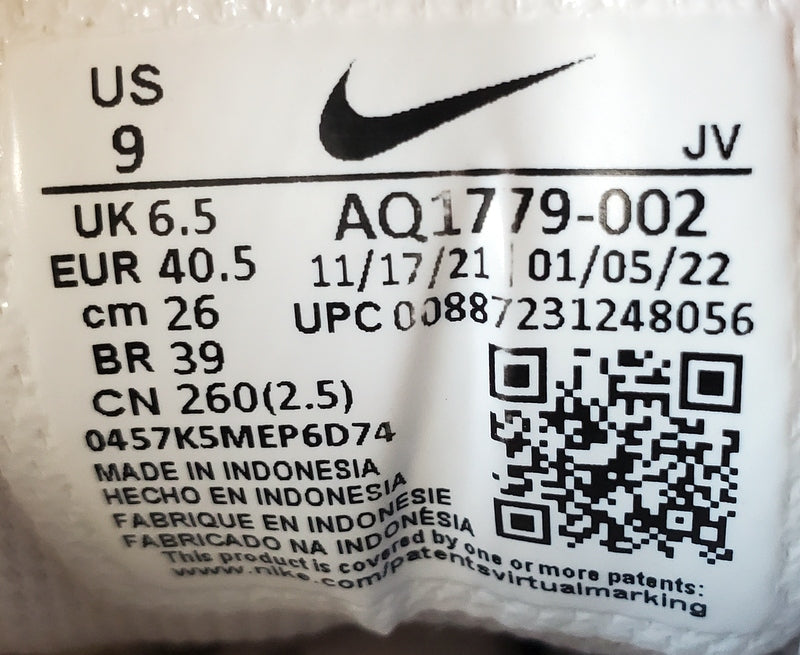 US
9
JV
UK 6.5
AQ1779-002
EUR 40.5
11/17/21 | 01/05/22
cm 26
UPC 00887231248056
BR 39
CN 260(2.5)
0457K5MEP6D74
MADE IN INDONESIA
HECHO EN INDONESIA
FABRIQUE EN INDONESIE
FABRICADO NA INDONÉSIA
This product is covered by one or more patents:
www.nike.com/patentsvirtualmarking